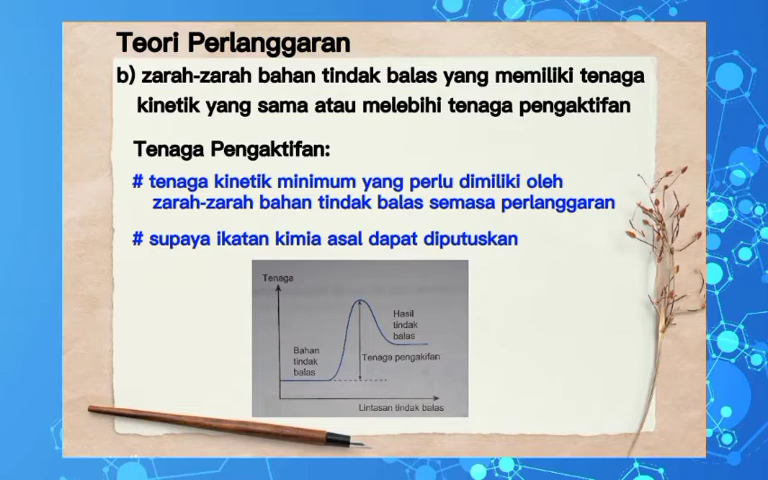 Teori Perlanggaran
b) zarah-zarah bahan tindak balas yang memiliki tenaga
kinetik yang sama atau melebihi tenaga pengaktifan
Tenaga Pengaktifan:
# tenaga kinetik minimum yang perlu dimiliki oleh
zarah-zarah bahan tindak balas semasa perlanggaran
# supaya ikatan kimia asal dapat diputuskan
Tenaga
Hasil
tindak
balas
Bahan
tindak
balas
Tenaga pengakifan
Lintasan tindak balas